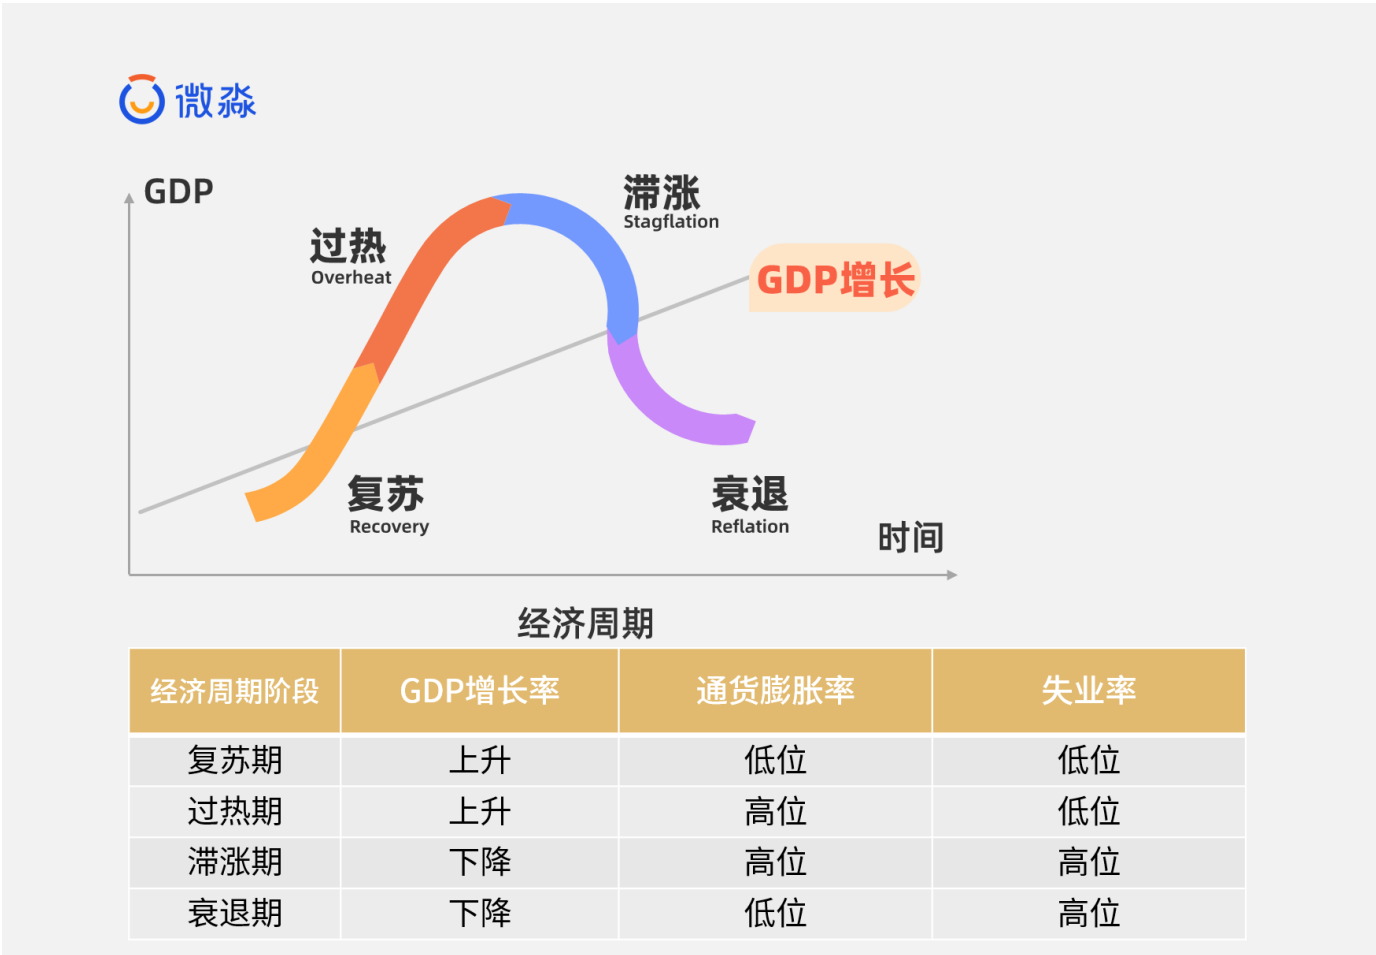 微淼
GDP
滞涨
Stagflation
过热
Overheat
GDP增长
复苏
Recovery
衰退
Reflation
时间
经济周期
经济周期阶段 GDP增长率 通货膨胀率 失业率
复苏期 上升 低位 低位
过热期 上升 高位 低位
滞涨期 下降 高位 高位
衰退期 下降 低位 高位